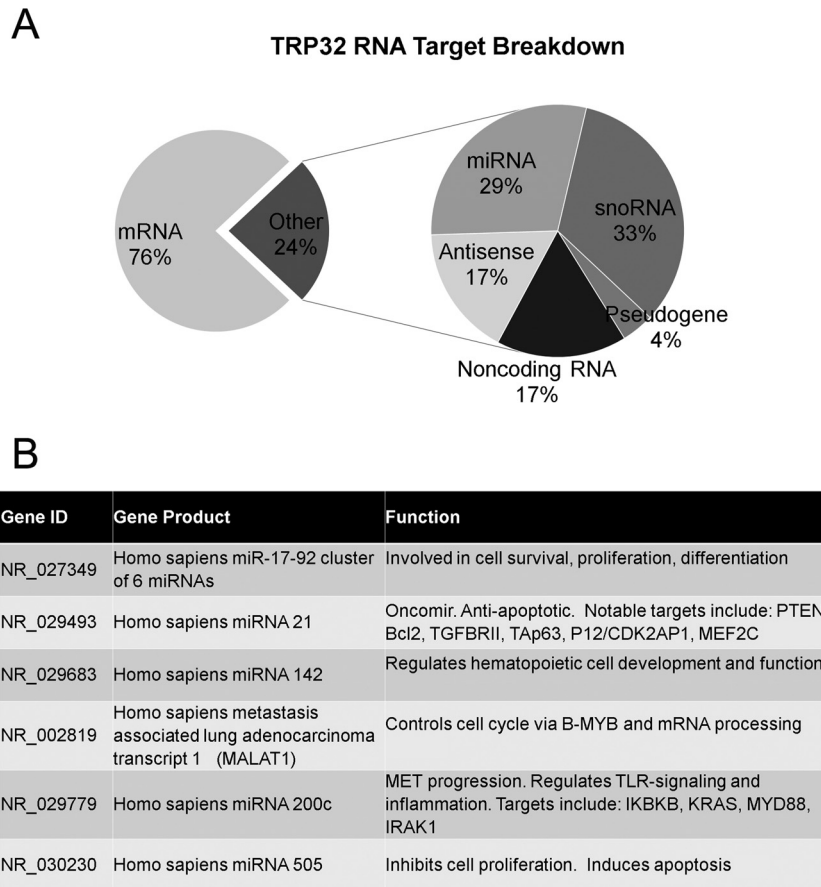 A
TRP32 RNA Target Breakdown
mRNA
76%
Other
24%
miRNA
29%
snoRNA
33%
Antisense
17%
Pseudogene
4%
Noncoding RNA
17%
B
Gene ID Gene Product Function
NR_027349 Homo sapiens miR-17-92 cluster
of 6 miRNAs
Involved in cell survival, proliferation, differentiation
NR_029493 Homo sapiens miRNA 21
Oncomir. Anti-apoptotic. Notable targets include: PTEN
Bcl2, TGFBRII, TAp63, P12/CDK2AP1, MEF2C
NR_029683 Homo sapiens miRNA 142
Regulates hematopoietic cell development and function
NR_002819 Homo sapiens metastasis
associated lung adenocarcinoma
transcript 1 (MALAT1)
Controls cell cycle via B-MYB and mRNA processing
NR_029779 Homo sapiens miRNA 200c
MET progression. Regulates TLR-signaling and
inflammation. Targets include: IKBKB, KRAS, MYD88,
IRAK1
NR_030230 Homo sapiens miRNA 505 Inhibits cell proliferation. Induces apoptosis